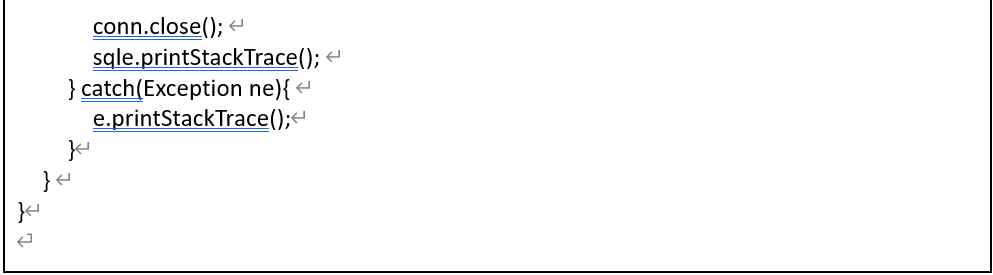 conn.close(); ↵
sqle.printStackTrace(); ↵
} catch(Exception ne){ ↵
e.printStackTrace();↵
}↵
} ↵
}↵
↵